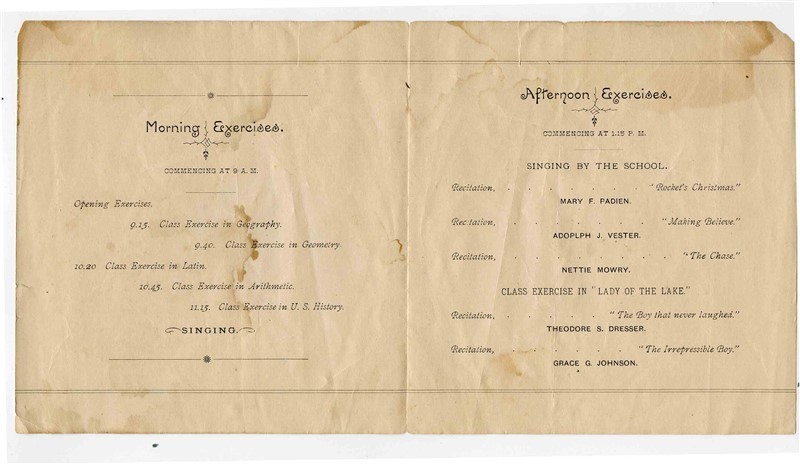 Morning Exercises.
COMMENCING AT 9 A. M.
Opening Exercises.
9.15. Class Exercise in Geography.
9.40. Class Exercise in Geometry.
10.20 Class Exercise in Latin.
10.45. Class Exercise in Arithmetic.
11.15. Class Exercise in U. S. History.
SINGING.
Afternoon Exercises.
COMMENCING AT 1.15 P. M.
SINGING BY THE SCHOOL.
Recitation, . . . . . . . "Rocket's Christmas."
MARY F. PADIEN.
Recitation, . . . . . . . "Making Believe."
ADOPLPH J. VESTER.
Recitation, . . . . . . . . "The Chase."
NETTIE MOWRY.
CLASS EXERCISE IN "LADY OF THE LAKE."
Recitation, . . . . . "The Boy that never laughed."
THEODORE S. DRESSER.
Recitation, . . . . . . "The Irrepressible Boy."
GRACE G. JOHNSON.